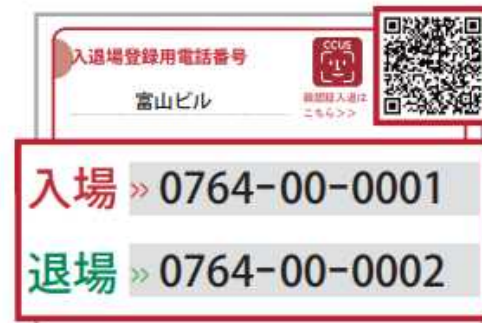 入退場登録用電話番号
CCUS
富山ビル
顔認証入退は
こちら>>
入場 » 0764-00-0001
退場 » 0764-00-0002